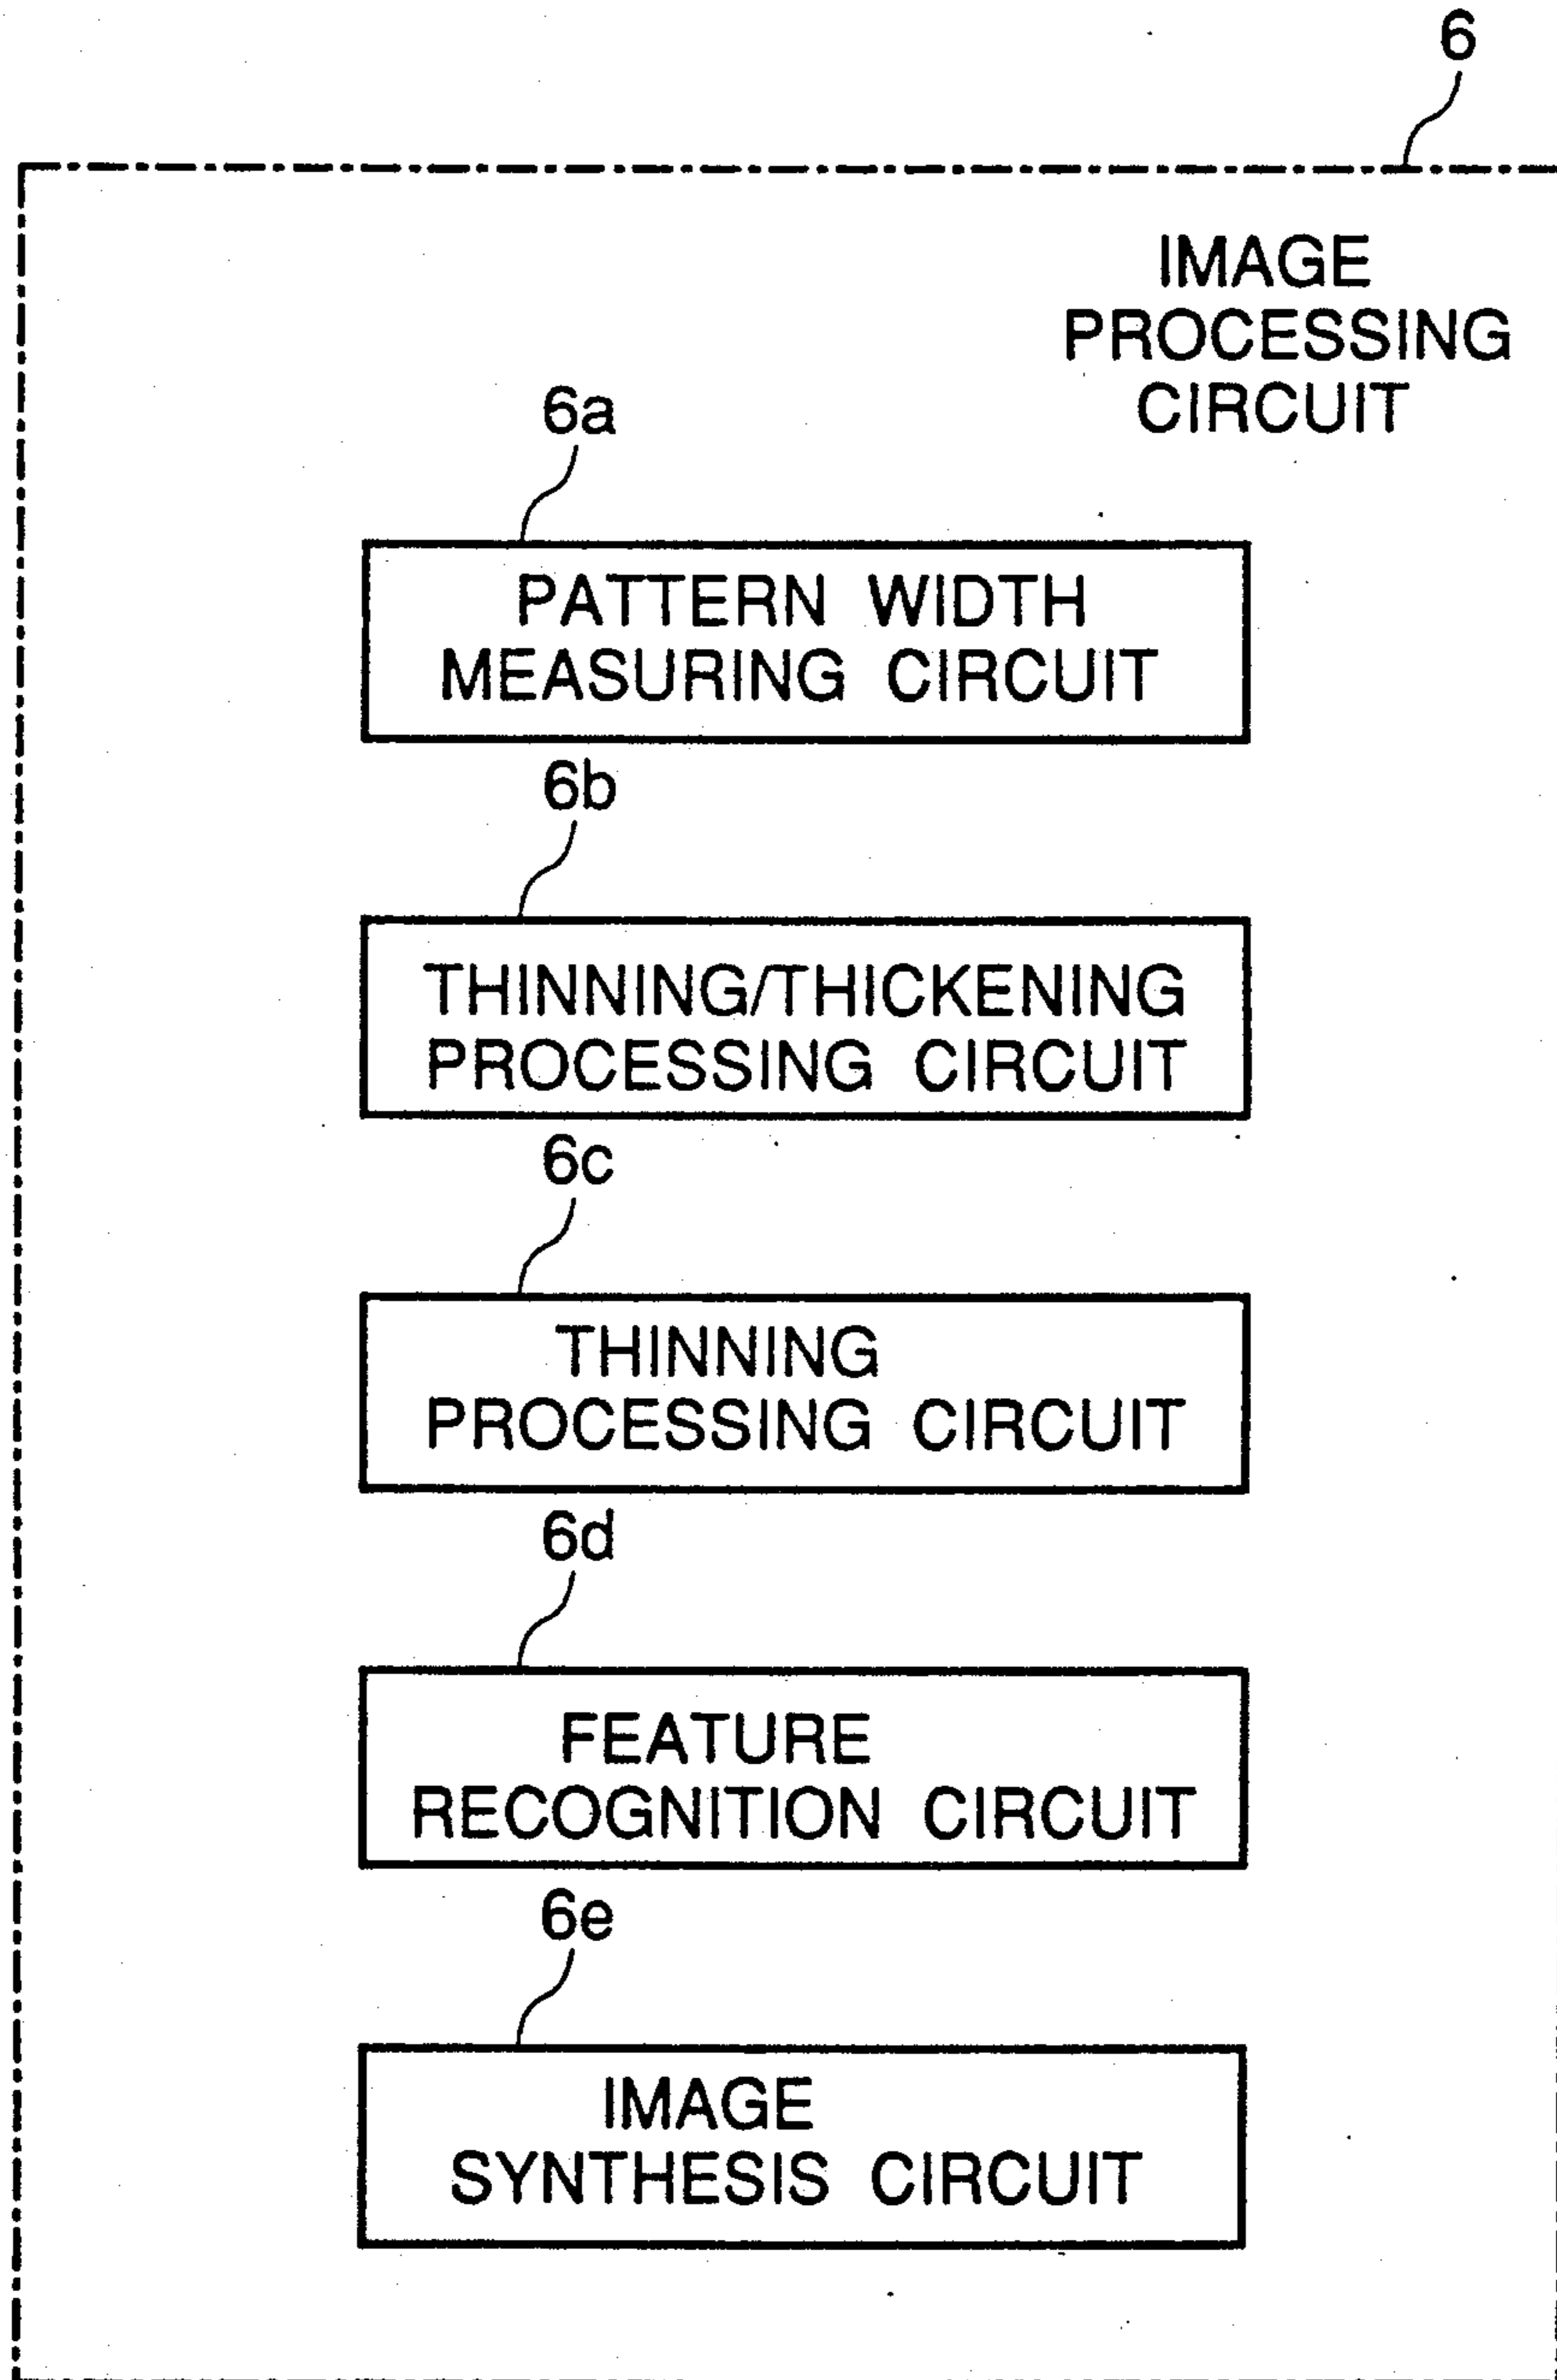 6
IMAGE
PROCESSING
CIRCUIT
6a
PATTERN WIDTH
MEASURING CIRCUIT
6b
THINNING/THICKENING
PROCESSING CIRCUIT
6c
THINNING
PROCESSING CIRCUIT
6d
FEATURE
RECOGNITION CIRCUIT
6e
IMAGE
SYNTHESIS CIRCUIT